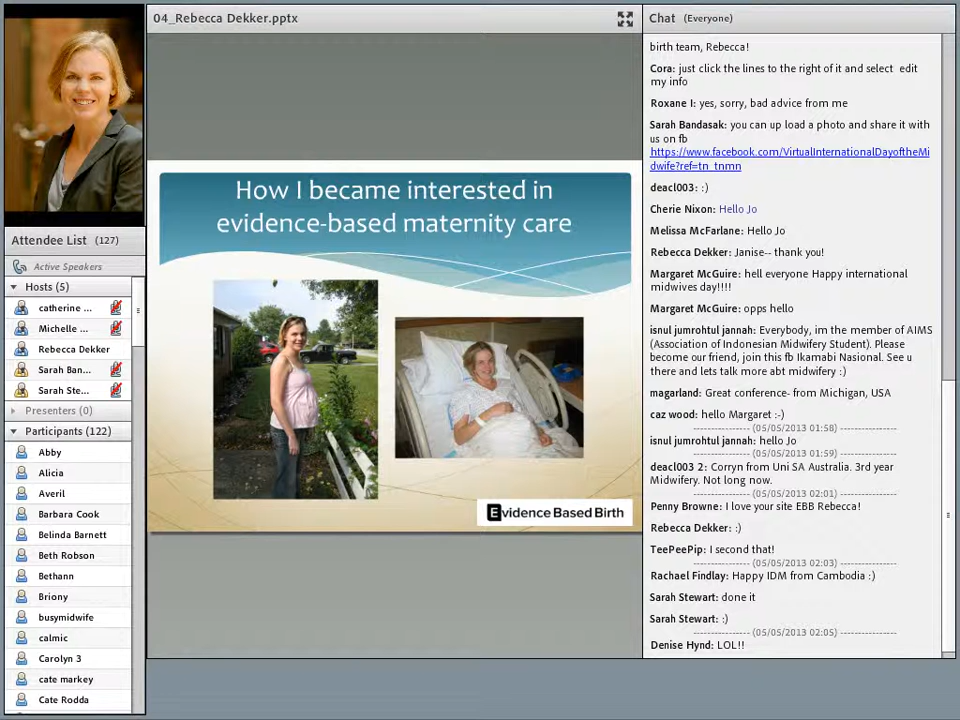 04_Rebecca Dekker.pptx
Attendee List (127)
Active Speakers
Hosts (5)
catherine ...
Michelle ...
Rebecca Dekker
Sarah Ban...
Sarah Ste...
Presenters (0)
Participants (122)
Abby
Alicia
Averil
Barbara Cook
Belinda Barnett
Beth Robson
Bethann
Briony
busymidwife
calmic
Carolyn 3
cate markey
Cate Rodda
How I became interested in
evidence-based maternity care
Evidence Based Birth
Chat (Everyone)
birth team, Rebecca!
Cora: just click the lines to the right of it and select edit
my info
Roxane I: yes, sorry, bad advice from me
Sarah Bandasak: you can up load a photo and share it with
us on fb
https://www.facebook.com/VirtualInternationalDayoftheMi
dwife?ref=tn_tnmn
deacl003: :)
Cherie Nixon: Hello Jo
Melissa McFarlane: Hello Jo
Rebecca Dekker: Janise-- thank you!
Margaret McGuire: hell everyone Happy international
midwives day!!!!
Margaret McGuire: opps hello
isnul jumrohtul jannah: Everybody, im the member of AIMS
(Association of Indonesian Midwifery Student). Please
become our friend, join this fb Ikamabi Nasional. See u
there and lets talk more abt midwifery :)
magarland: Great conference- from Michigan, USA
caz wood: hello Margaret :-)
---------------- (05/05/2013 01:58) ----------------
isnul jumrohtul jannah: hello Jo
---------------- (05/05/2013 01:59) ----------------
deacl003 2: Corryn from Uni SA Australia. 3rd year
Midwifery. Not long now.
---------------- (05/05/2013 02:01) ----------------
Penny Browne: I love your site EBB Rebecca!
Rebecca Dekker: :)
TeePeePip: I second that!
---------------- (05/05/2013 02:03) ----------------
Rachael Findlay: Happy IDM from Cambodia :)
Sarah Stewart: done it
Sarah Stewart: :)
---------------- (05/05/2013 02:05) ----------------
Denise Hynd: LOL!!